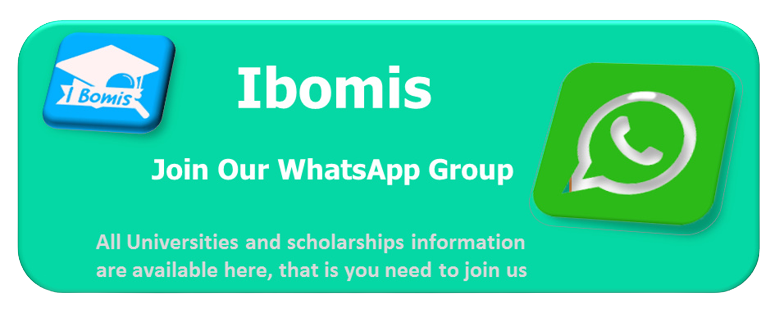 I Bomis
Ibomis
Join Our WhatsApp Group
All Universities and scholarships information
are available here, that is you need to join us